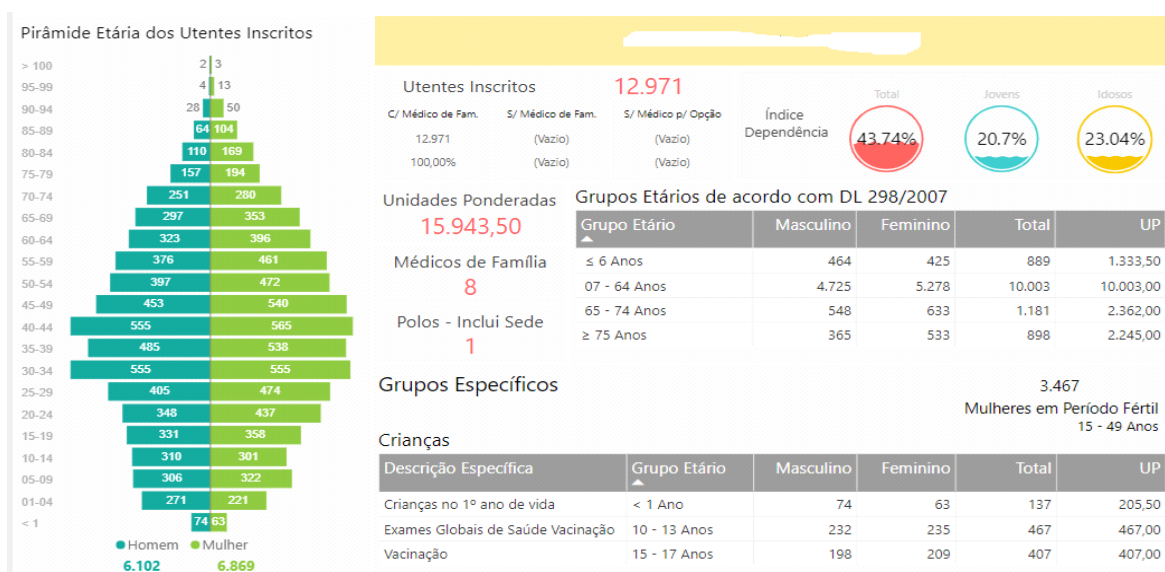 Pirâmide Etária dos Utentes Inscritos
> 100 2 3
95-99 4 13
90-94 28 50
85-89 64 104
80-84 110 169
75-79 157 194
70-74 251 280
65-69 297 353
60-64 323 396
55-59 376 461
50-54 397 472
45-49 453 540
40-44 555 565
35-39 485 538
30-34 555 555
25-29 405 474
20-24 348 437
15-19 331 358
10-14 310 301
05-09 306 322
01-04 271 221
< 1 74 63
Homem Mulher
6.102 6.869
Utentes Inscritos 12.971
C/ Médico de Fam. S/ Médico de Fam. S/ Médico p/ Opção
12.971 (Vazio) (Vazio)
100,00% (Vazio) (Vazio)
Índice
Dependência
Total Jovens Idosos
43.74% 20.7% 23.04%
Unidades Ponderadas
15.943,50
Médicos de Família
8
Polos - Inclui Sede
1
Grupos Etários de acordo com DL 298/2007
Grupo Etário Masculino Feminino Total UP
≤ 6 Anos 464 425 889 1.333,50
07 - 64 Anos 4.725 5.278 10.003 10.003,00
65 - 74 Anos 548 633 1.181 2.362,00
≥ 75 Anos 365 533 898 2.245,00
Grupos Específicos
3.467
Mulheres em Período Fértil
15 - 49 Anos
Crianças
Descrição Específica Grupo Etário Masculino Feminino Total UP
Crianças no 1º ano de vida < 1 Ano 74 63 137 205,50
Exames Globais de Saúde Vacinação 10 - 13 Anos 232 235 467 467,00
Vacinação 15 - 17 Anos 198 209 407 407,00